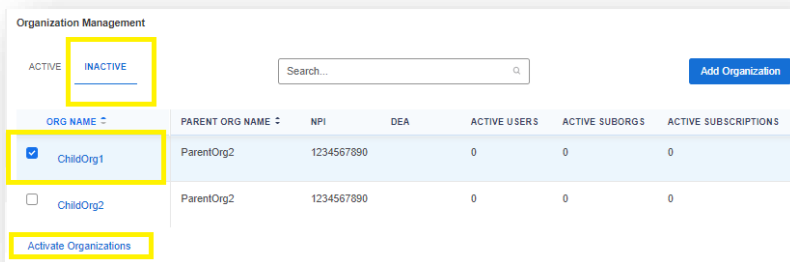 Organization Management
ACTIVE INACTIVE Search... Add Organization
ORG NAME PARENT ORG NAME NPI DEA ACTIVE USERS ACTIVE SUBORGS ACTIVE SUBSCRIPTIONS
ChildOrg1 ParentOrg2 1234567890 0 0 0
ChildOrg2 ParentOrg2 1234567890 0 0 0
Activate Organizations